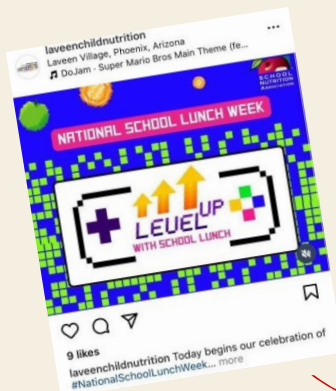 laveenchildnutrition
Laveen Village, Phoenix, Arizona
DoJam - Super Mario Bros Main Theme (fe...
SCHOOL
NUTRITION
ASSOCIATION
NATIONAL SCHOOL LUNCH WEEK
LEVEL UP
WITH SCHOOL LUNCH
9 likes
laveenchildnutrition Today begins our celebration of
#NationalSchoolLunchWeek... more